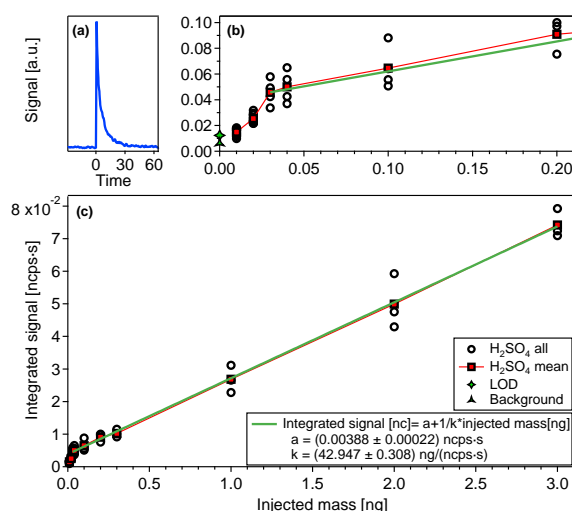 (a)
Signal [a.u.]
0 30 60
Time
(b)
0.10
0.08
0.06
0.04
0.02
0.00
0.00 0.05 0.10 0.15 0.20
8 x10⁻²
(c)
7
6
5
4
3
2
1
0
Integrated signal [ncps·s]
H₂SO₄ all
H₂SO₄ mean
LOD
Background
Integrated signal [nc]= a+1/k*injected mass[ng]
a = (0.00388 ± 0.00022) ncps·s
k = (42.947 ± 0.308) ng/(ncps·s)
0.0 0.5 1.0 1.5 2.0 2.5 3.0
Injected mass [ng]